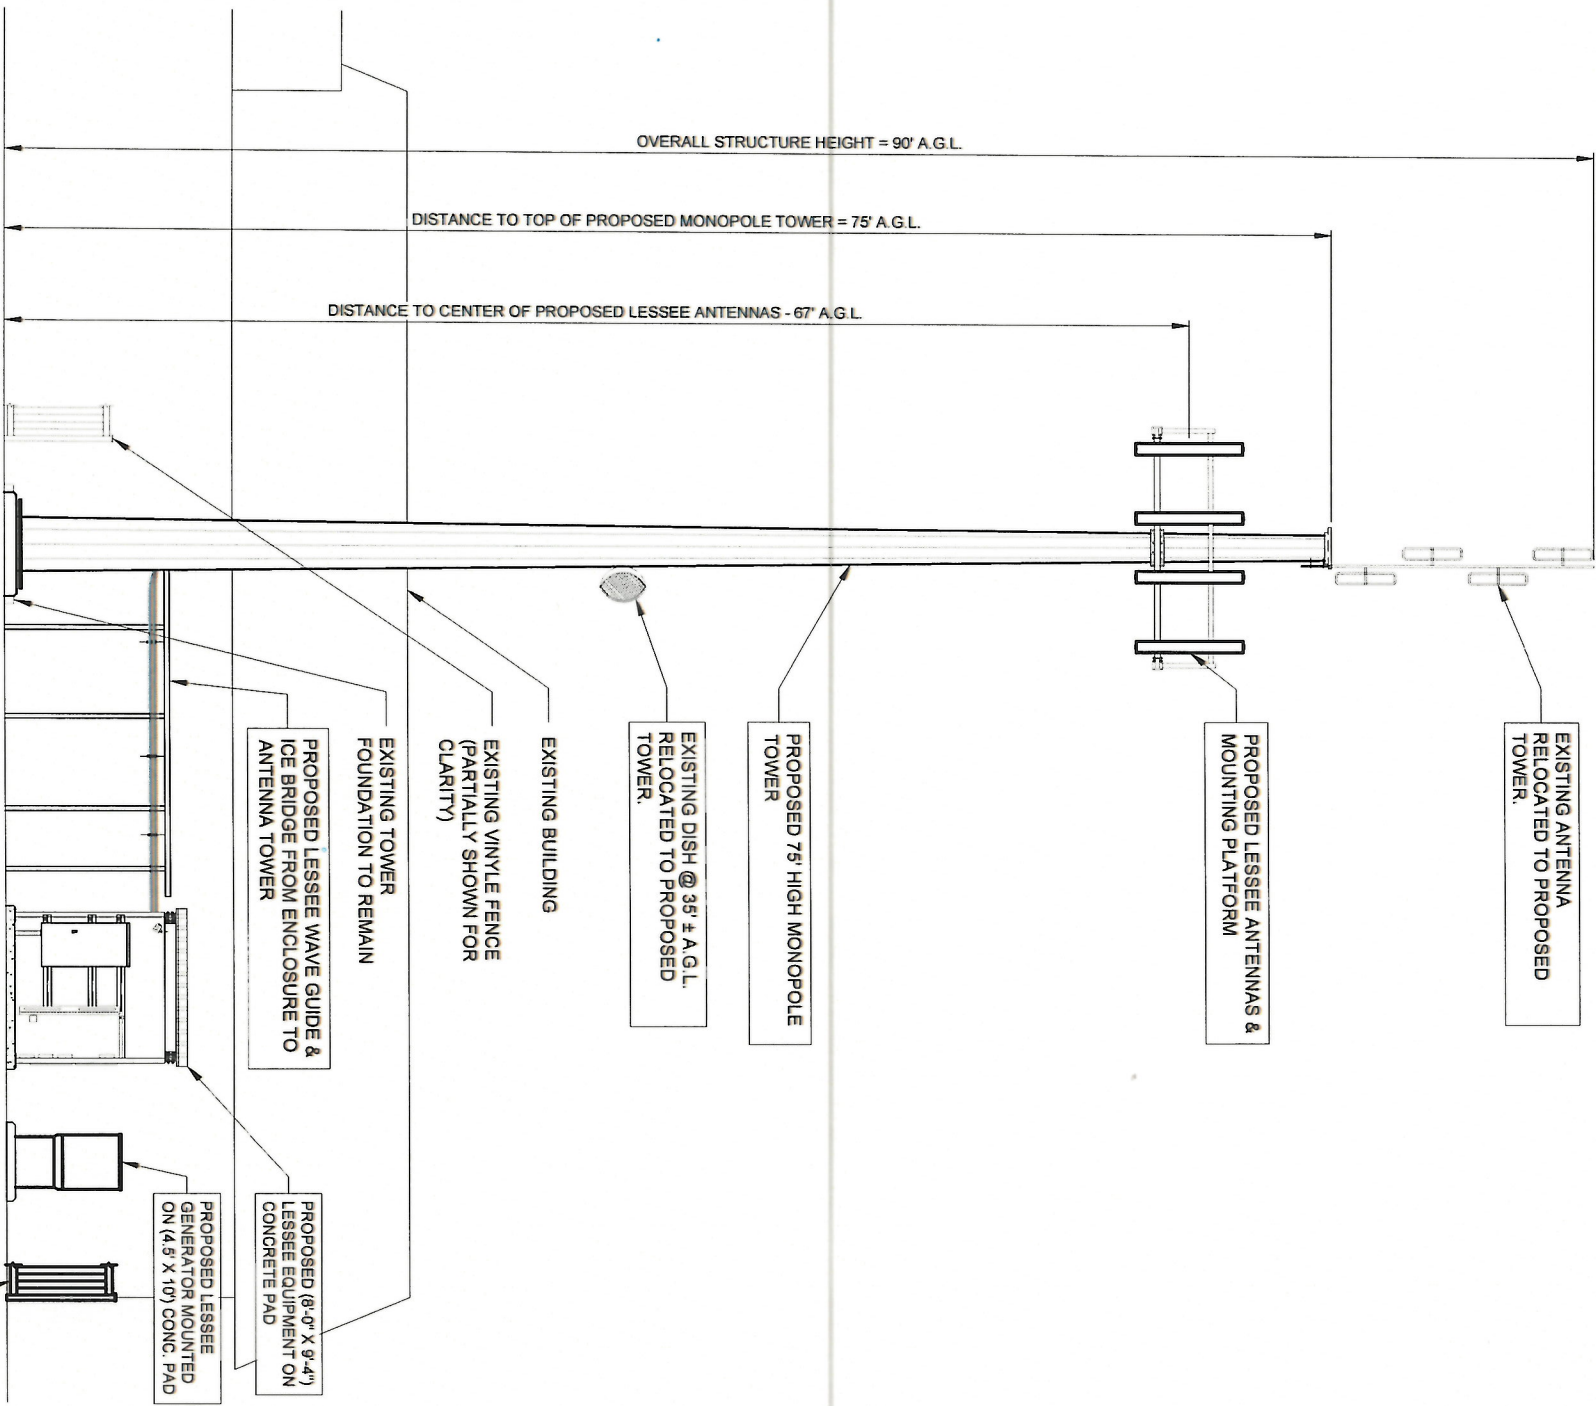 OVERALL STRUCTURE HEIGHT = 90' A.G.L.
DISTANCE TO TOP OF PROPOSED MONOPOLE TOWER = 75' A.G.L.
DISTANCE TO CENTER OF PROPOSED LESSEE ANTENNAS - 67' A.G.L.
EXISTING ANTENNA
RELOCATED TO PROPOSED
TOWER.
PROPOSED LESSEE ANTENNAS &
MOUNTING PLATFORM
PROPOSED 75' HIGH MONOPOLE
TOWER
EXISTING DISH @ 35' ± A.G.L.
RELOCATED TO PROPOSED
TOWER.
EXISTING BUILDING
EXISTING VINYLE FENCE
(PARTIALLY SHOWN FOR
CLARITY)
EXISTING TOWER
FOUNDATION TO REMAIN
PROPOSED LESSEE WAVE GUIDE &
ICE BRIDGE FROM ENCLOSURE TO
ANTENNA TOWER
PROPOSED (8'-0" X 9'-4")
LESSEE EQUIPMENT ON
CONCRETE PAD
PROPOSED LESSEE
GENERATOR MOUNTED
ON (4.5' X 10') CONC. PAD